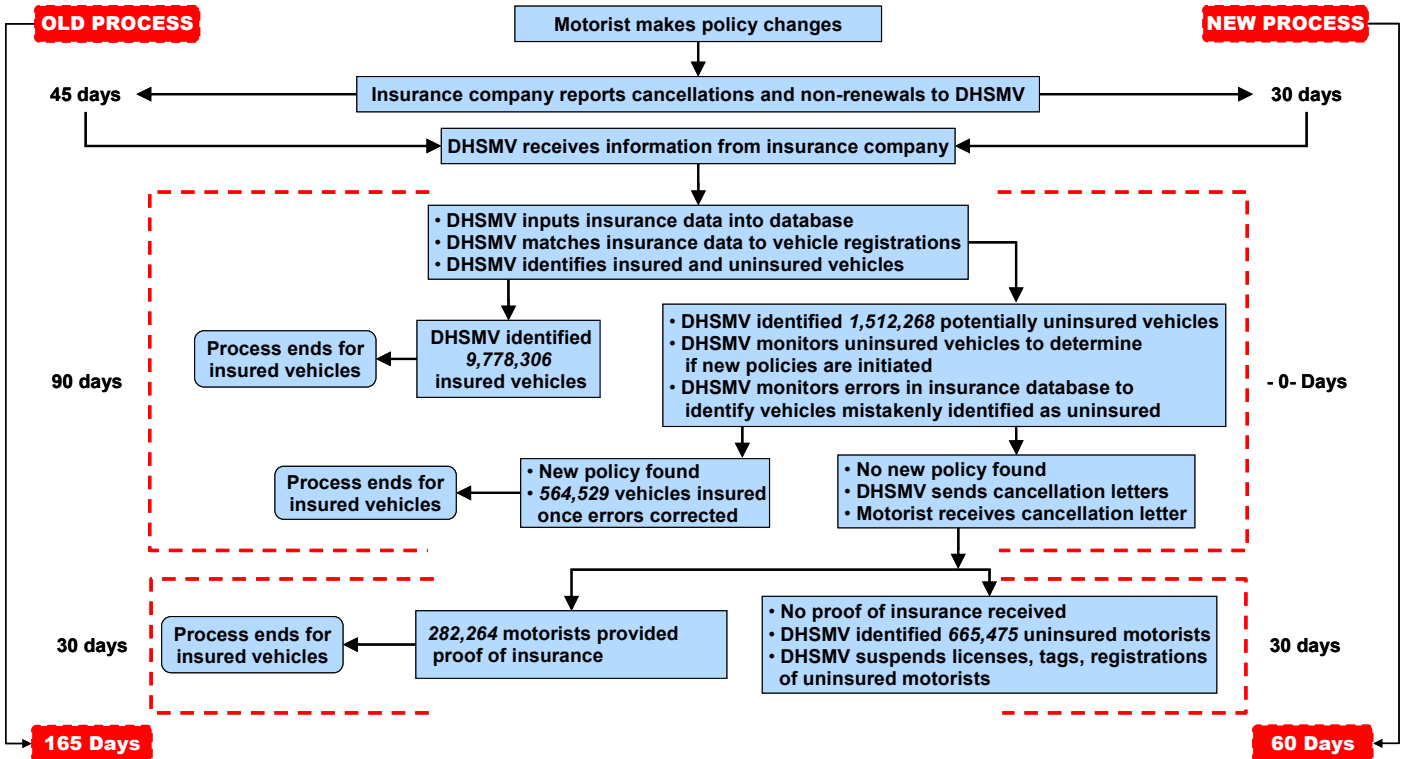 OLD PROCESS
Motorist makes policy changes
NEW PROCESS
45 days
Insurance company reports cancellations and non-renewals to DHSMV
30 days
DHSMV receives information from insurance company
• DHSMV inputs insurance data into database
• DHSMV matches insurance data to vehicle registrations
• DHSMV identifies insured and uninsured vehicles
90 days
Process ends for
insured vehicles
DHSMV identified
9,778,306
insured vehicles
• DHSMV identified 1,512,268 potentially uninsured vehicles
• DHSMV monitors uninsured vehicles to determine
if new policies are initiated
• DHSMV monitors errors in insurance database to
identify vehicles mistakenly identified as uninsured
- 0- Days
Process ends for
insured vehicles
• New policy found
• 564,529 vehicles insured
once errors corrected
• No new policy found
• DHSMV sends cancellation letters
• Motorist receives cancellation letter
30 days
Process ends for
insured vehicles
282,264 motorists provided
proof of insurance
• No proof of insurance received
• DHSMV identified 665,475 uninsured motorists
• DHSMV suspends licenses, tags, registrations
of uninsured motorists
30 days
165 Days
60 Days